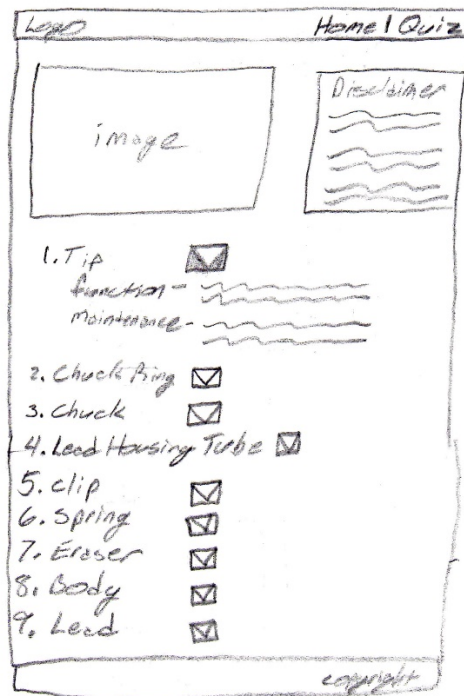 Logo
Home | Quiz
image
Disclaimer
1. Tip
function -
Maintenance -
2. Chuck Ring
3. Chuck
4. Lead Housing Tube
5. Clip
6. Spring
7. Eraser
8. Body
9. Lead
copyright